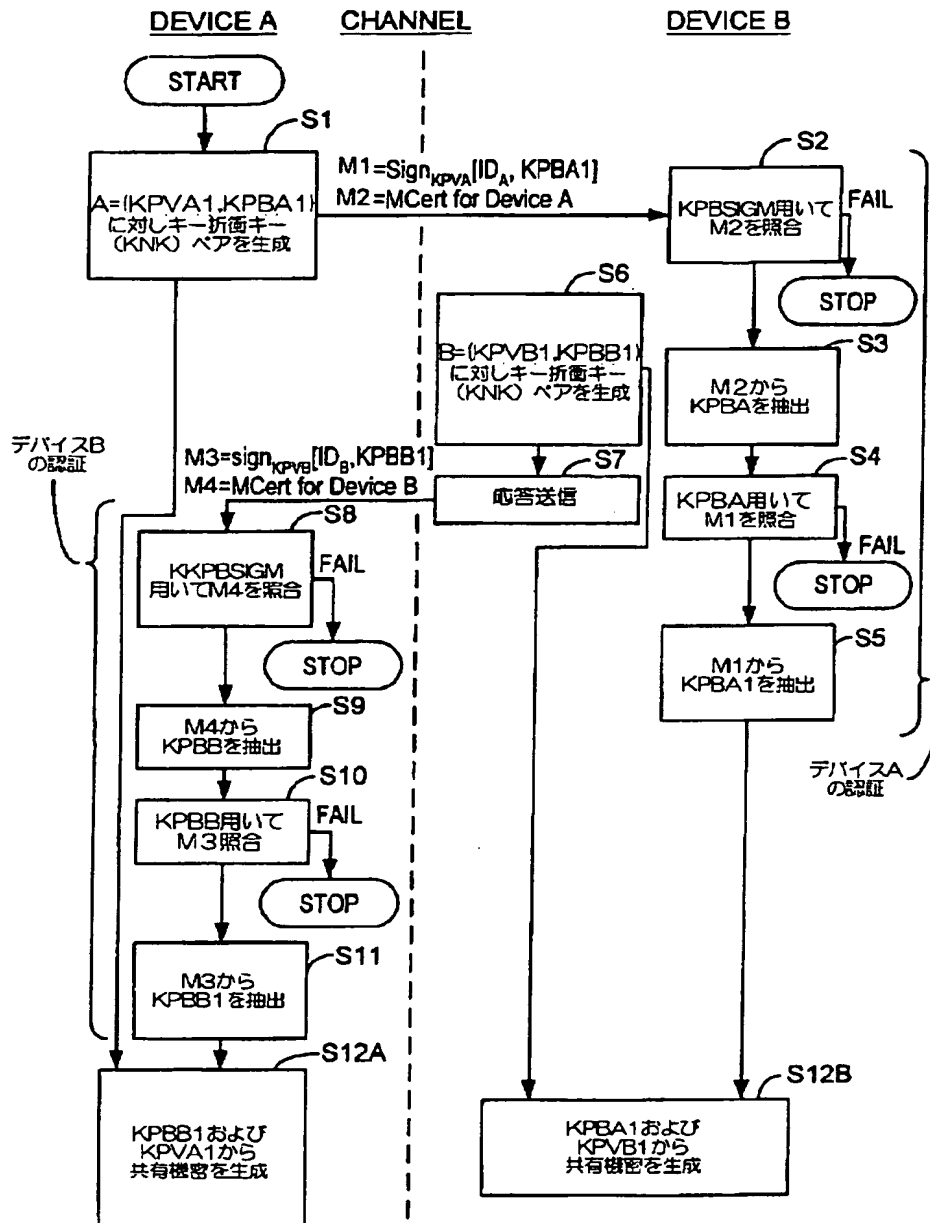 DEVICE A
CHANNEL
DEVICE B
START
S1
A={KPVA1,KPBA1}
に対しキー折衝キー
(KNK)ペアを生成
M1=Sign_KPVA[ID_A, KPBA1]
M2=MCert for Device A
S2
KPBSIGM用いて
M2を照合
FAIL
STOP
S3
M2から
KPBAを抽出
S4
KPBA用いて
M1を照合
FAIL
STOP
S5
M1から
KPBA1を抽出
デバイスA
の認証
S6
B={KPVB1,KPBB1}
に対しキー折衝キー
(KNK)ペアを生成
S7
応答送信
M3=sign_KPVB[ID_B,KPBB1]
M4=MCert for Device B
デバイスB
の認証
S8
KKPBSIGM
用いてM4を照合
FAIL
STOP
S9
M4から
KPBBを抽出
S10
KPBB用いて
M3照合
FAIL
STOP
S11
M3から
KPBB1を抽出
S12A
KPBB1および
KPVA1から
共有機密を生成
S12B
KPBA1および
KPVB1から
共有機密を生成